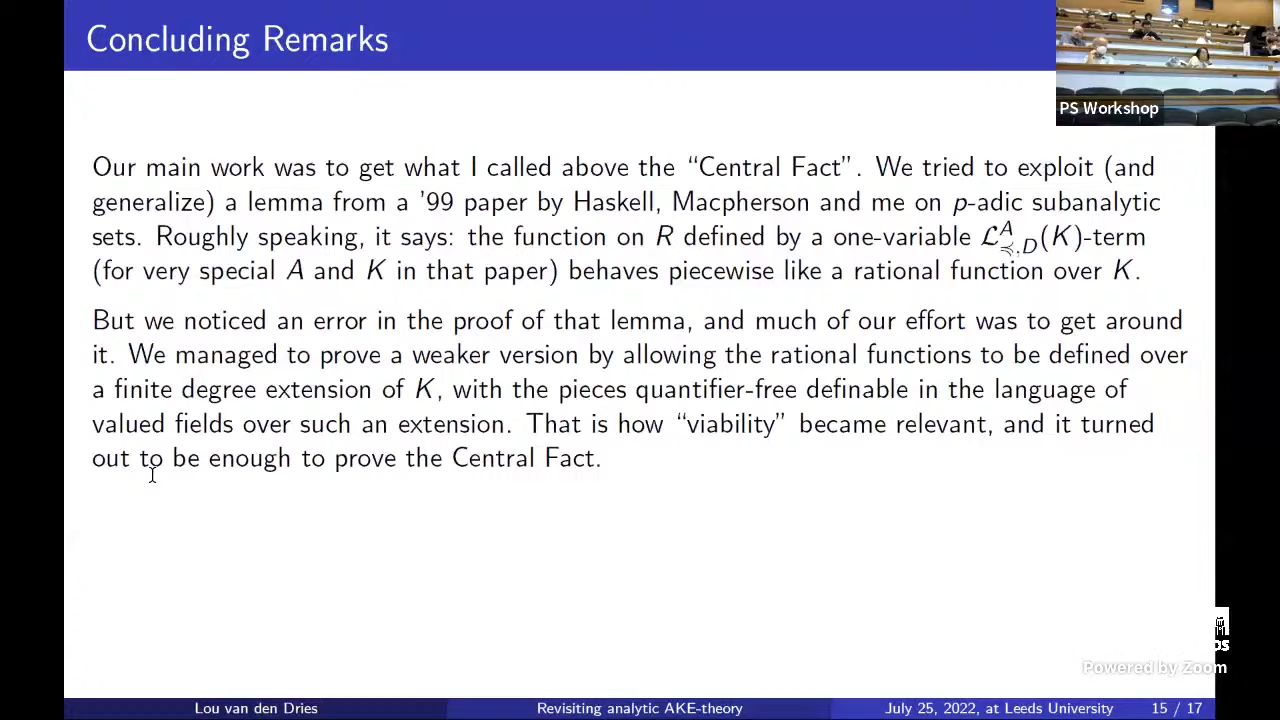 Concluding Remarks
PS Workshop
Our main work was to get what I called above the “Central Fact”. We tried to exploit (and
generalize) a lemma from a ’99 paper by Haskell, Macpherson and me on p-adic subanalytic
sets. Roughly speaking, it says: the function on R defined by a one-variable ℒ^A_{≼,D}(K)-term
(for very special A and K in that paper) behaves piecewise like a rational function over K.
But we noticed an error in the proof of that lemma, and much of our effort was to get around
it. We managed to prove a weaker version by allowing the rational functions to be defined over
a finite degree extension of K, with the pieces quantifier-free definable in the language of
valued fields over such an extension. That is how “viability” became relevant, and it turned
out to be enough to prove the Central Fact.
Powered by Zoom
Lou van den Dries
Revisiting analytic AKE-theory
July 25, 2022, at Leeds University
15 / 17